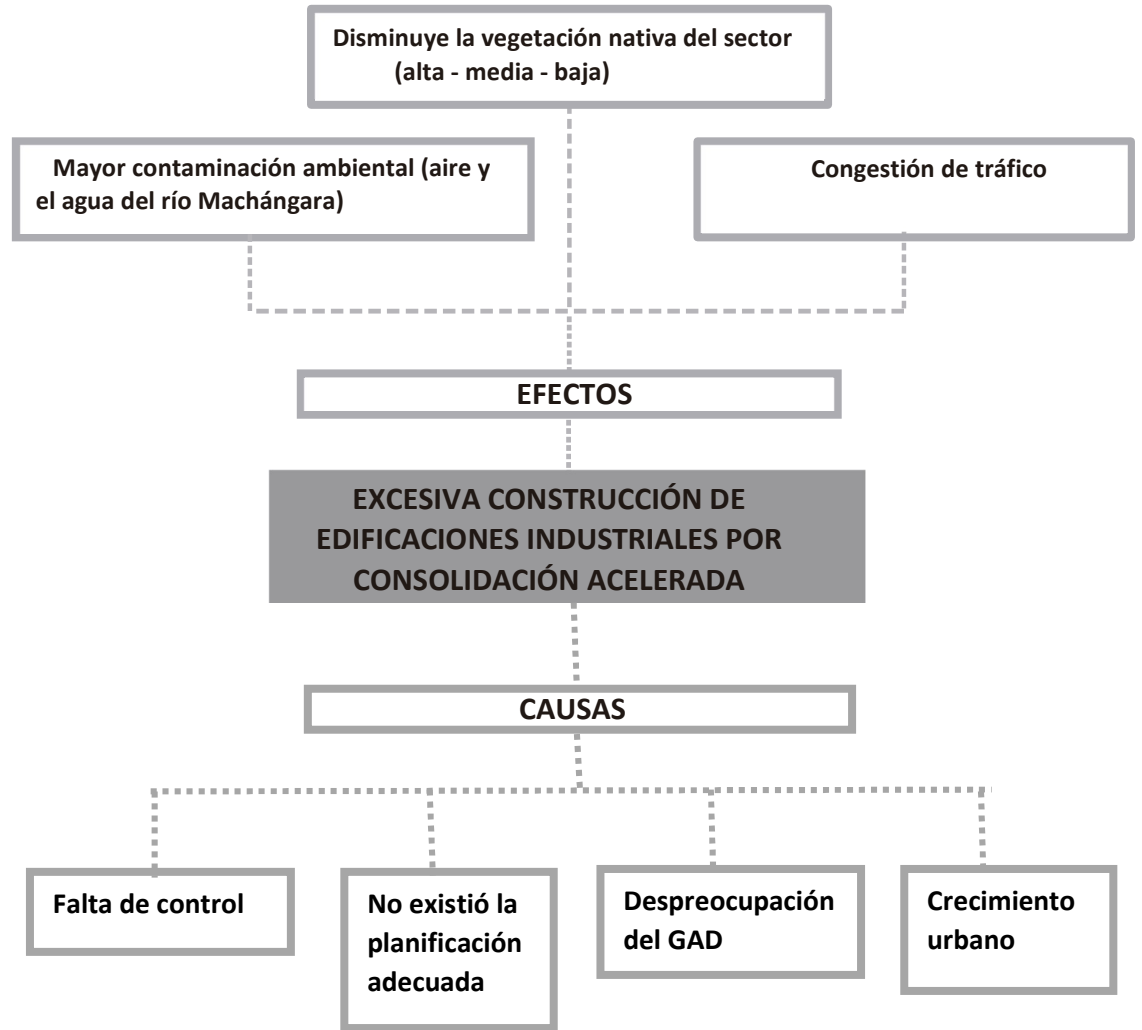 Disminuye la vegetación nativa del sector
(alta - media - baja)
Mayor contaminación ambiental (aire y
el agua del río Machángara)
Congestión de tráfico
EFECTOS
EXCESIVA CONSTRUCCIÓN DE
EDIFICACIONES INDUSTRIALES POR
CONSOLIDACIÓN ACELERADA
CAUSAS
Falta de control
No existió la
planificación
adecuada
Despreocupación
del GAD
Crecimiento
urbano